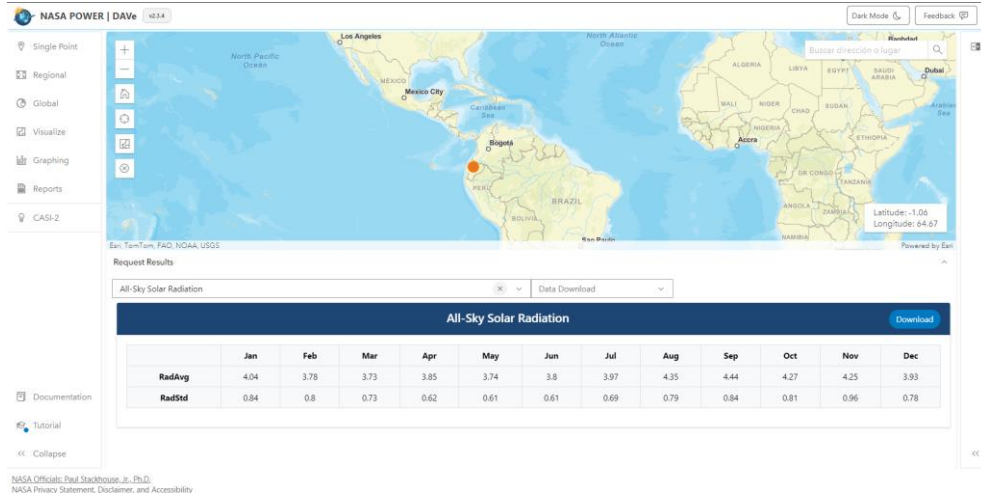 NASA POWER | DAVe v2.3.4 Dark Mode Feedback
Single Point
Regional
Global
Visualize
Graphing
Reports
CASI-2
Documentation
Tutorial
Collapse
Los Angeles
North Pacific
Ocean
North Atlantic
Ocean
MEXICO
Mexico City
Caribbean
Sea
Bogotá
PERU
BRAZIL
BOLIVIA
Sao Paulo
Baghdad
Buscar dirección o lugar
ALGERIA
LIBYA
EGYPT
SAUDI
ARABIA
Dubai
MALI
NIGER
CHAD
SUDAN
Arabian
Sea
NIGERIA
Accra
ETHIOPIA
DR CONGO
TANZANIA
ANGOLA
ZAMBIA
NAMIBIA
Latitude: -1.06
Longitude: 64.67
Esri, TomTom, FAO, NOAA, USGS Powered by Esri
Request Results
All-Sky Solar Radiation Data Download
All-Sky Solar Radiation Download
Jan Feb Mar Apr May Jun Jul Aug Sep Oct Nov Dec
RadAvg 4.04 3.78 3.73 3.85 3.74 3.8 3.97 4.35 4.44 4.27 4.25 3.93
RadStd 0.84 0.8 0.73 0.62 0.61 0.61 0.69 0.79 0.84 0.81 0.96 0.78
NASA Officials: Paul Stackhouse, Jr., Ph.D.
NASA Privacy Statement, Disclaimer, and Accessibility